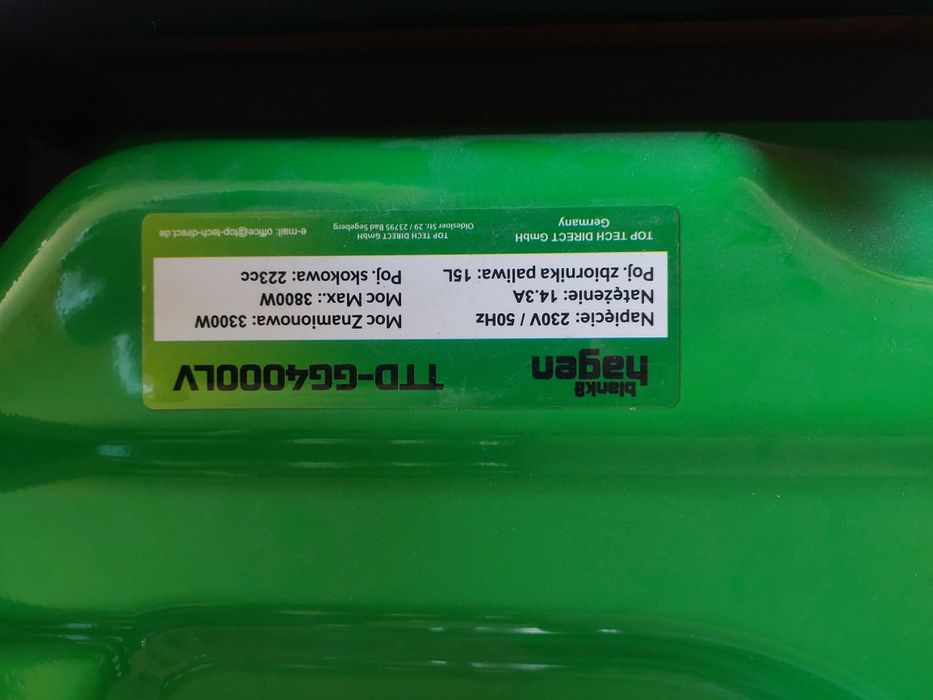 blank&
hagen
TTD-GG4000LV
Napięcie: 230V / 50Hz
Natężenie: 14.3A
Poj. zbiornika paliwa: 15L
Moc Znamionowa: 3300W
Moc Max.: 3800W
Poj. skokowa: 223cc
TOP TECH DIRECT GmbH
Germany
TOP TECH DIRECT GmbH
Oldesloer Str. 29 / 23795 Bad Segeberg
e-mail: office@top-tech-direct.de